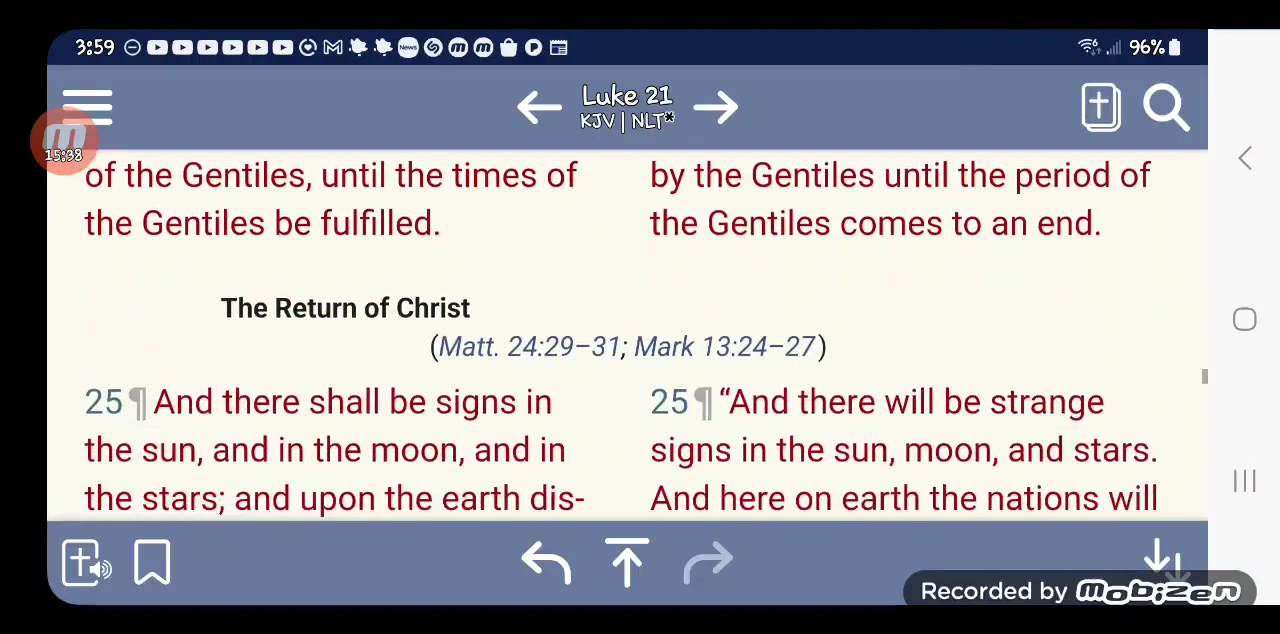 3:59 News 96%
Luke 21
KJV | NLT*
15:38
of the Gentiles, until the times of
the Gentiles be fulfilled.
by the Gentiles until the period of
the Gentiles comes to an end.
The Return of Christ
(Matt. 24:29–31; Mark 13:24–27)
25 ¶ And there shall be signs in
the sun, and in the moon, and in
the stars; and upon the earth dis-
25 ¶ “And there will be strange
signs in the sun, moon, and stars.
And here on earth the nations will
Recorded by mobizen